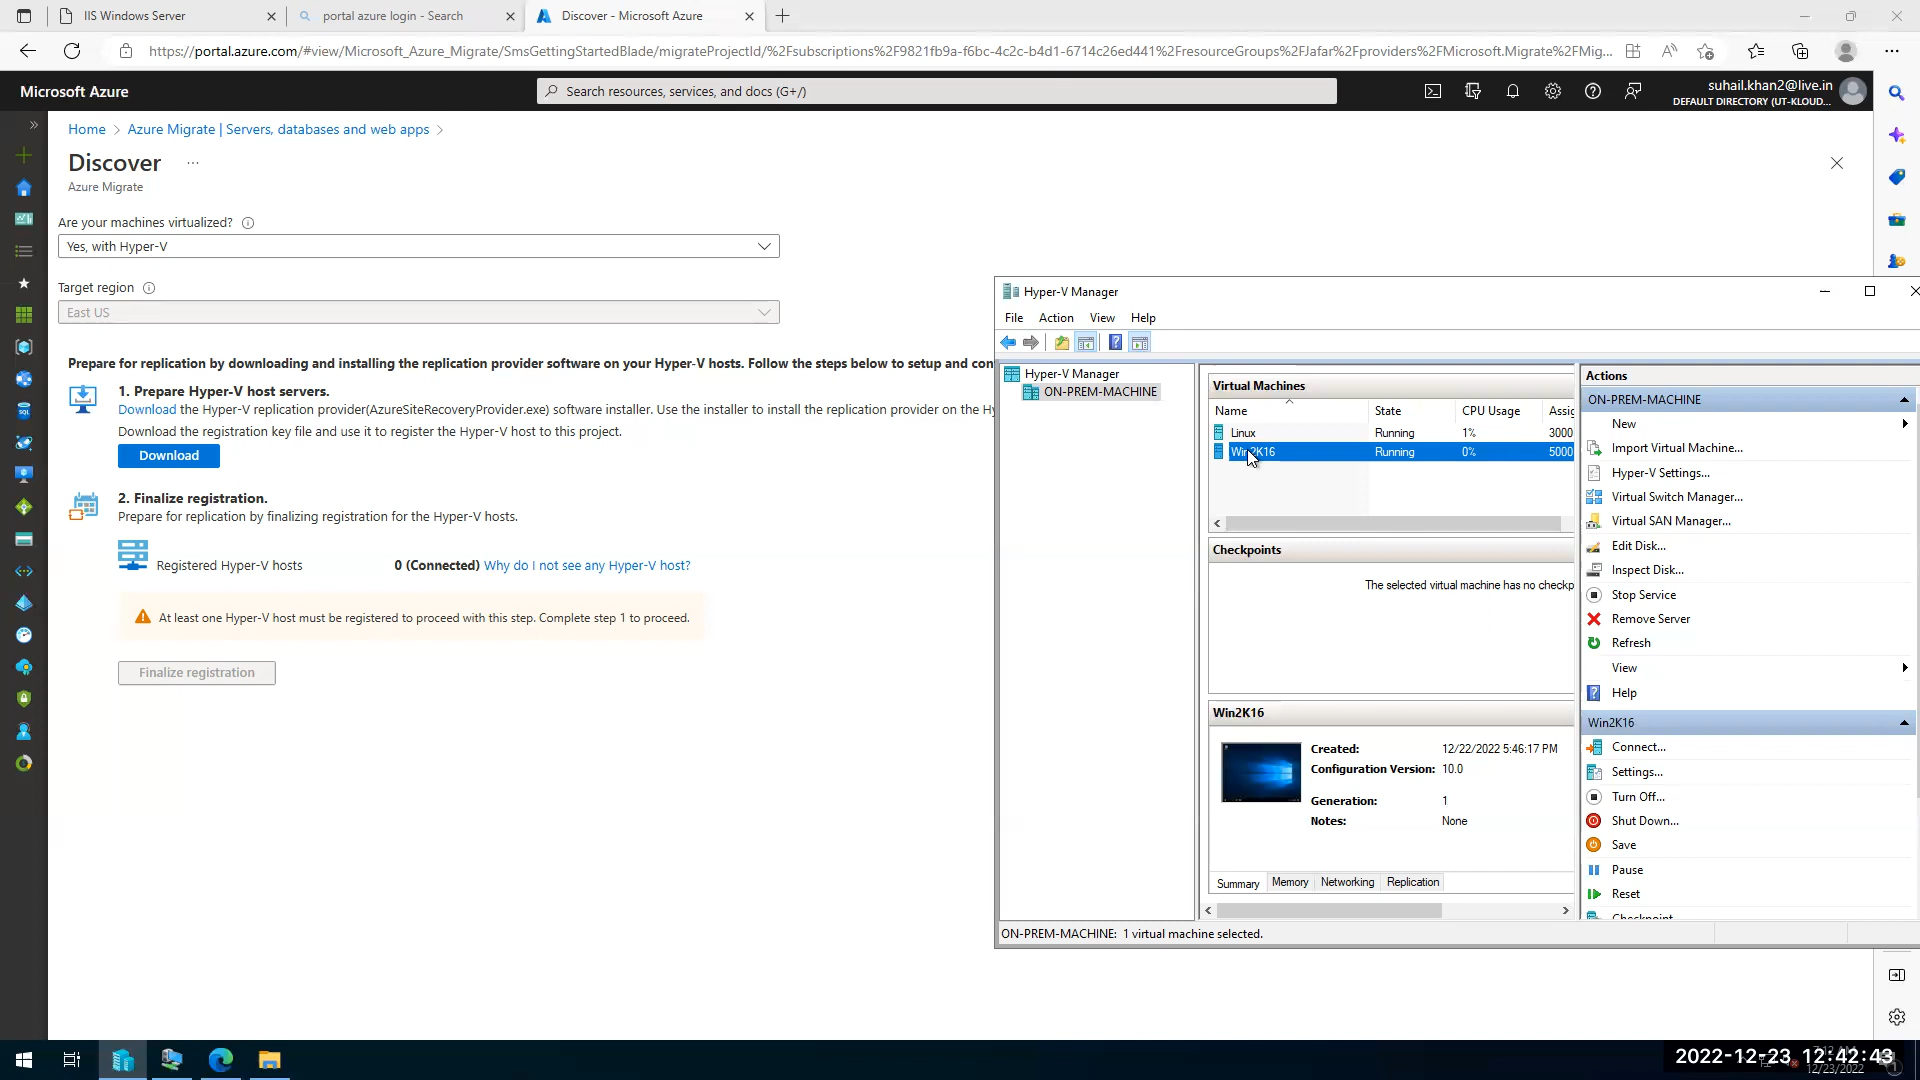 IIS Windows Server
portal azure login - Search
Discover - Microsoft Azure
https://portal.azure.com/#view/Microsoft_Azure_Migrate/SmsGettingStartedBlade/migrateProjectId/%2Fsubscriptions%2F9821fb9a-f6bc-4c2c-b4d1-6714c26ed441%2FresourceGroups%2FJafar%2Fproviders%2FMicrosoft.Migrate%2FMig...
Microsoft Azure
Search resources, services, and docs (G+/)
suhail.khan2@live.in
DEFAULT DIRECTORY (UT-KLOUD...
Home > Azure Migrate | Servers, databases and web apps >
Discover ...
Azure Migrate
Are your machines virtualized?
Yes, with Hyper-V
Target region
East US
Prepare for replication by downloading and installing the replication provider software on your Hyper-V hosts. Follow the steps below to setup and con
1. Prepare Hyper-V host servers.
Download the Hyper-V replication provider(AzureSiteRecoveryProvider.exe) software installer. Use the installer to install the replication provider on the Hy
Download the registration key file and use it to register the Hyper-V host to this project.
Download
2. Finalize registration.
Prepare for replication by finalizing registration for the Hyper-V hosts.
Registered Hyper-V hosts 0 (Connected) Why do I not see any Hyper-V host?
At least one Hyper-V host must be registered to proceed with this step. Complete step 1 to proceed.
Finalize registration
Hyper-V Manager
File Action View Help
Hyper-V Manager
ON-PREM-MACHINE
Virtual Machines
Name State CPU Usage Assig
Linux Running 1% 3000
Win2K16 Running 0% 5000
Checkpoints
The selected virtual machine has no checkp
Win2K16
Created: 12/22/2022 5:46:17 PM
Configuration Version: 10.0
Generation: 1
Notes: None
Summary Memory Networking Replication
Actions
ON-PREM-MACHINE
New
Import Virtual Machine...
Hyper-V Settings...
Virtual Switch Manager...
Virtual SAN Manager...
Edit Disk...
Inspect Disk...
Stop Service
Remove Server
Refresh
View
Help
Win2K16
Connect...
Settings...
Turn Off...
Shut Down...
Save
Pause
Reset
Checkpoint
ON-PREM-MACHINE: 1 virtual machine selected.
2022-12-23 12:42:43
12/23/2022